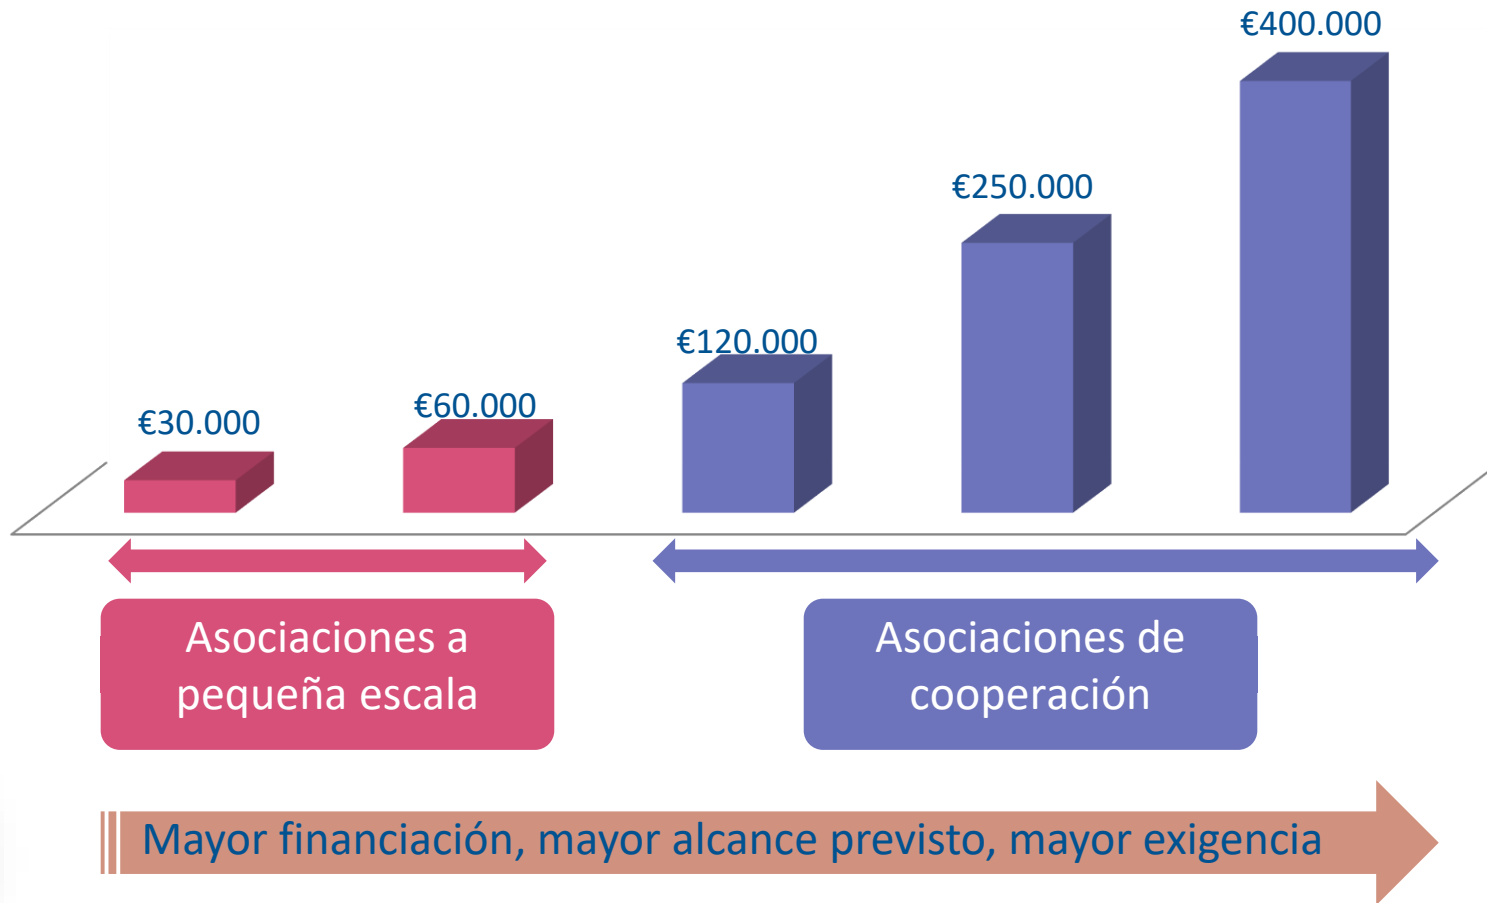 €400.000
€250.000
€120.000
€60.000
€30.000
Asociaciones a
pequeña escala
Asociaciones de
cooperación
Mayor financiación, mayor alcance previsto, mayor exigencia